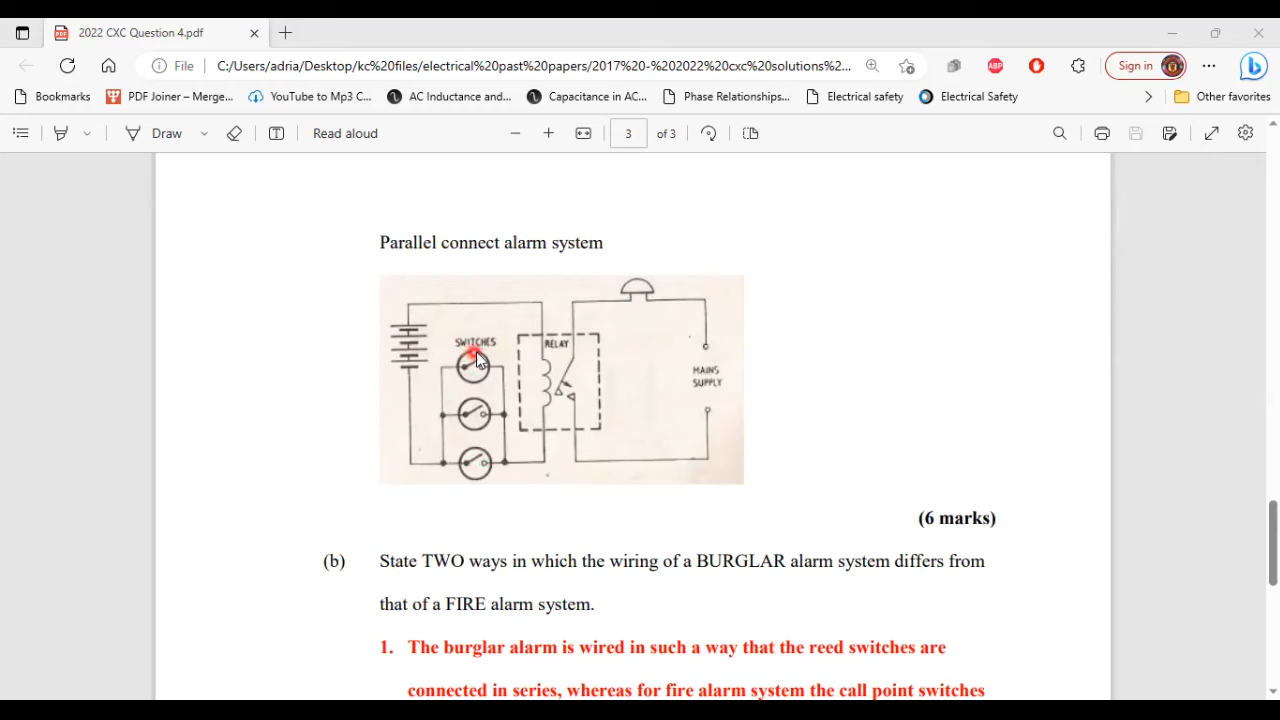 2022 CXC Question 4.pdf
File
C:/Users/adria/Desktop/kc%20files/electrical%20past%20papers/2017%20-%202022%20cxc%20solutions%...
Sign in
Bookmarks
PDF Joiner – Merge...
YouTube to Mp3 C...
AC Inductance and...
Capacitance in AC...
Phase Relationships...
Electrical safety
Electrical Safety
Other favorites
Draw
Read aloud
3
of 3
Parallel connect alarm system
SWITCHES
RELAY
MAINS
SUPPLY
(6 marks)
(b) State TWO ways in which the wiring of a BURGLAR alarm system differs from
that of a FIRE alarm system.
1. The burglar alarm is wired in such a way that the reed switches are
connected in series, whereas for fire alarm system the call point switches